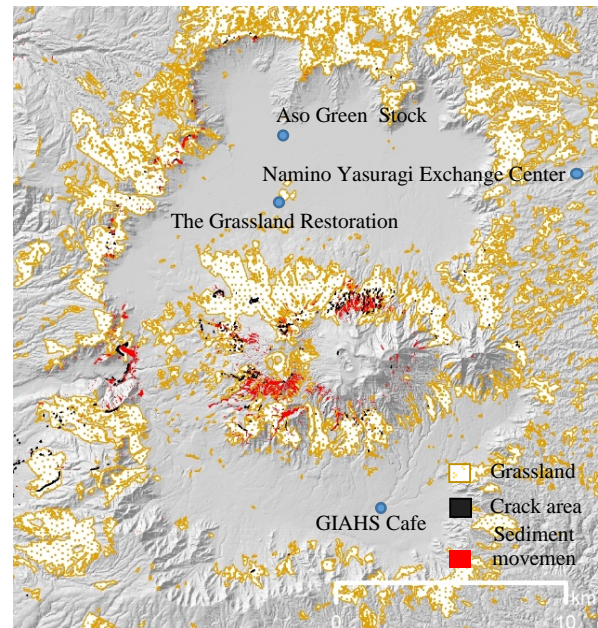 Aso Green Stock
Namino Yasuragi Exchange Center
The Grassland Restoration
Grassland
Crack area
GIAHS Cafe
Sediment
movemen
km
0 10